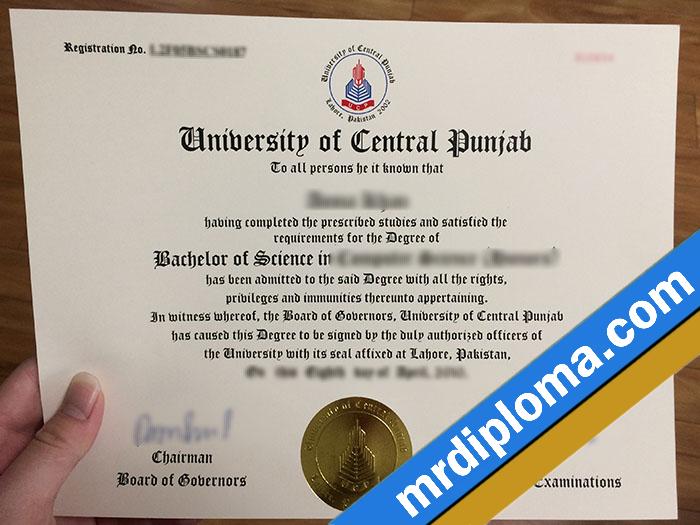 Registration No.
University of Central Punjab
Lahore, Pakistan 2002
UCP
University of Central Punjab
To all persons he it known that
having completed the prescribed studies and satisfied the
requirements for the Degree of
Bachelor of Science in
has been admitted to the said Degree with all the rights,
privileges and immunities thereunto appertaining.
In witness whereof, the Board of Governors, University of Central Punjab
has caused this Degree to be signed by the duly authorized officers of
the University with its seal affixed at Lahore, Pakistan,
Chairman
Board of Governors
Examinations
mrdiploma.com